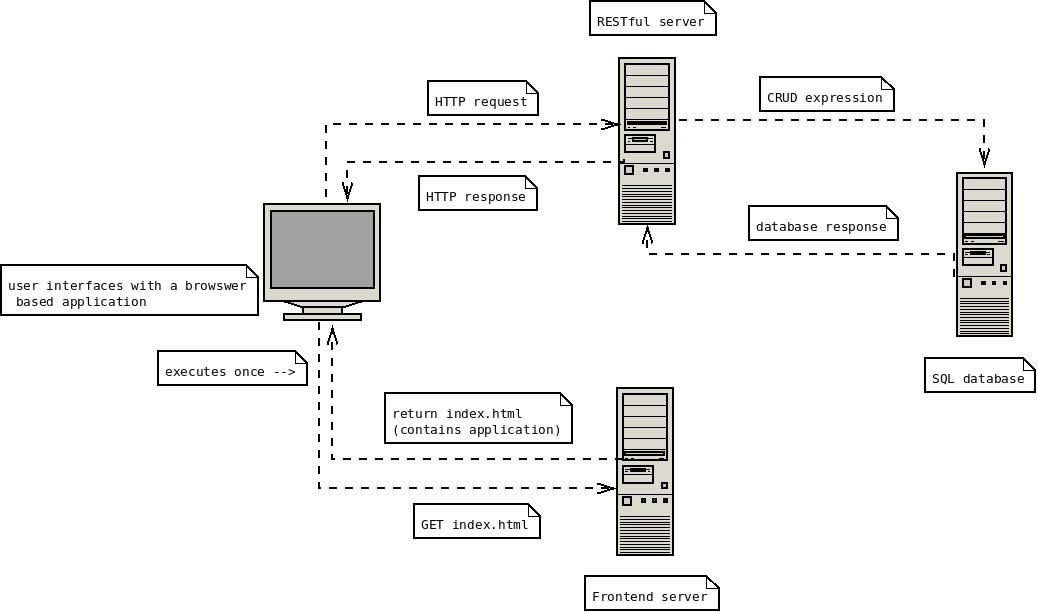 RESTful server
HTTP request
CRUD expression
HTTP response
database response
user interfaces with a browswer
based application
executes once -->
SQL database
return index.html
(contains application)
GET index.html
Frontend server